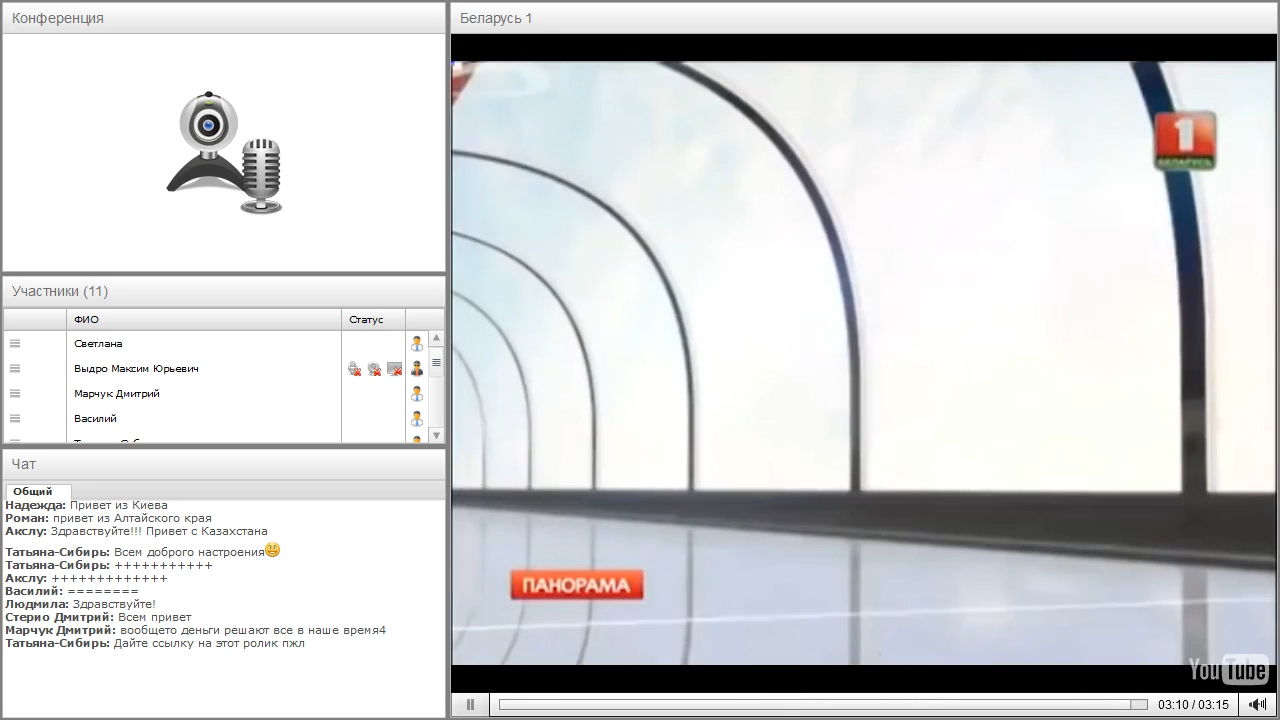 Конференция
Участники (11)
ФИО Статус
Светлана
Выдро Максим Юрьевич
Марчук Дмитрий
Василий
Чат
Общий
Надежда: Привет из Киева
Роман: привет из Алтайского края
Акслу: Здравствуйте!!! Привет с Казахстана
Татьяна-Сибирь: Всем доброго настроения
Татьяна-Сибирь: +++++++++++
Акслу: +++++++++++++
Василий: ========
Людмила: Здравствуйте!
Стерио Дмитрий: Всем привет
Марчук Дмитрий: вообщето деньги решают все в наше время4
Татьяна-Сибирь: Дайте ссылку на этот ролик пжл
Беларусь 1
1
БЕЛАРУСЬ
ПАНОРАМА
YouTube
03:10 / 03:15